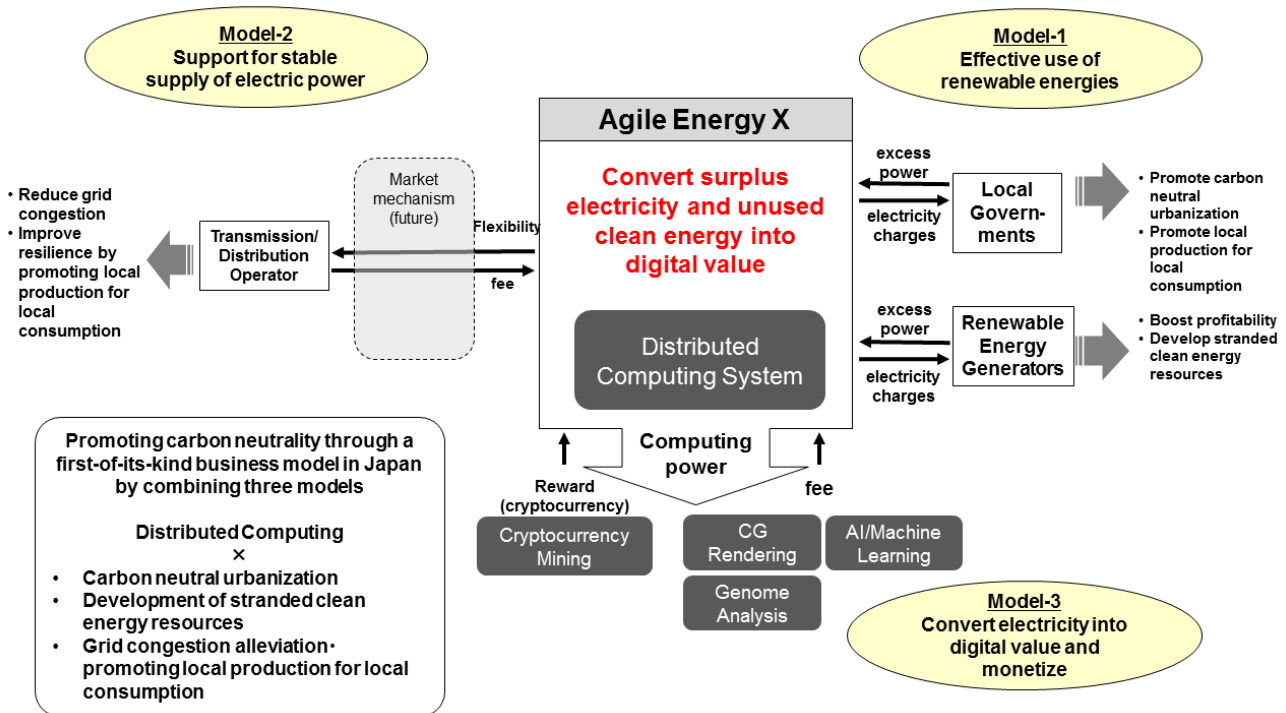 Model-2
Support for stable
supply of electric power
Model-1
Effective use of
renewable energies
Agile Energy X
Convert surplus
electricity and unused
clean energy into
digital value
Distributed
Computing System
Market
mechanism
(future)
Flexibility
fee
Transmission/
Distribution
Operator
・Reduce grid
congestion
・Improve
resilience by
promoting local
production for
local
consumption
excess
power
electricity
charges
Local
Govern-
ments
・Promote carbon
neutral
urbanization
・Promote local
production for
local
consumption
excess
power
electricity
charges
Renewable
Energy
Generators
・Boost profitability
・Develop stranded
clean energy
resources
Promoting carbon neutrality through a
first-of-its-kind business model in Japan
by combining three models
Distributed Computing
×
• Carbon neutral urbanization
• Development of stranded clean
energy resources
• Grid congestion alleviation・
promoting local production for local
consumption
Computing
power
Reward
(cryptocurrency)
fee
Cryptocurrency
Mining
CG
Rendering
AI/Machine
Learning
Genome
Analysis
Model-3
Convert electricity into
digital value and
monetize